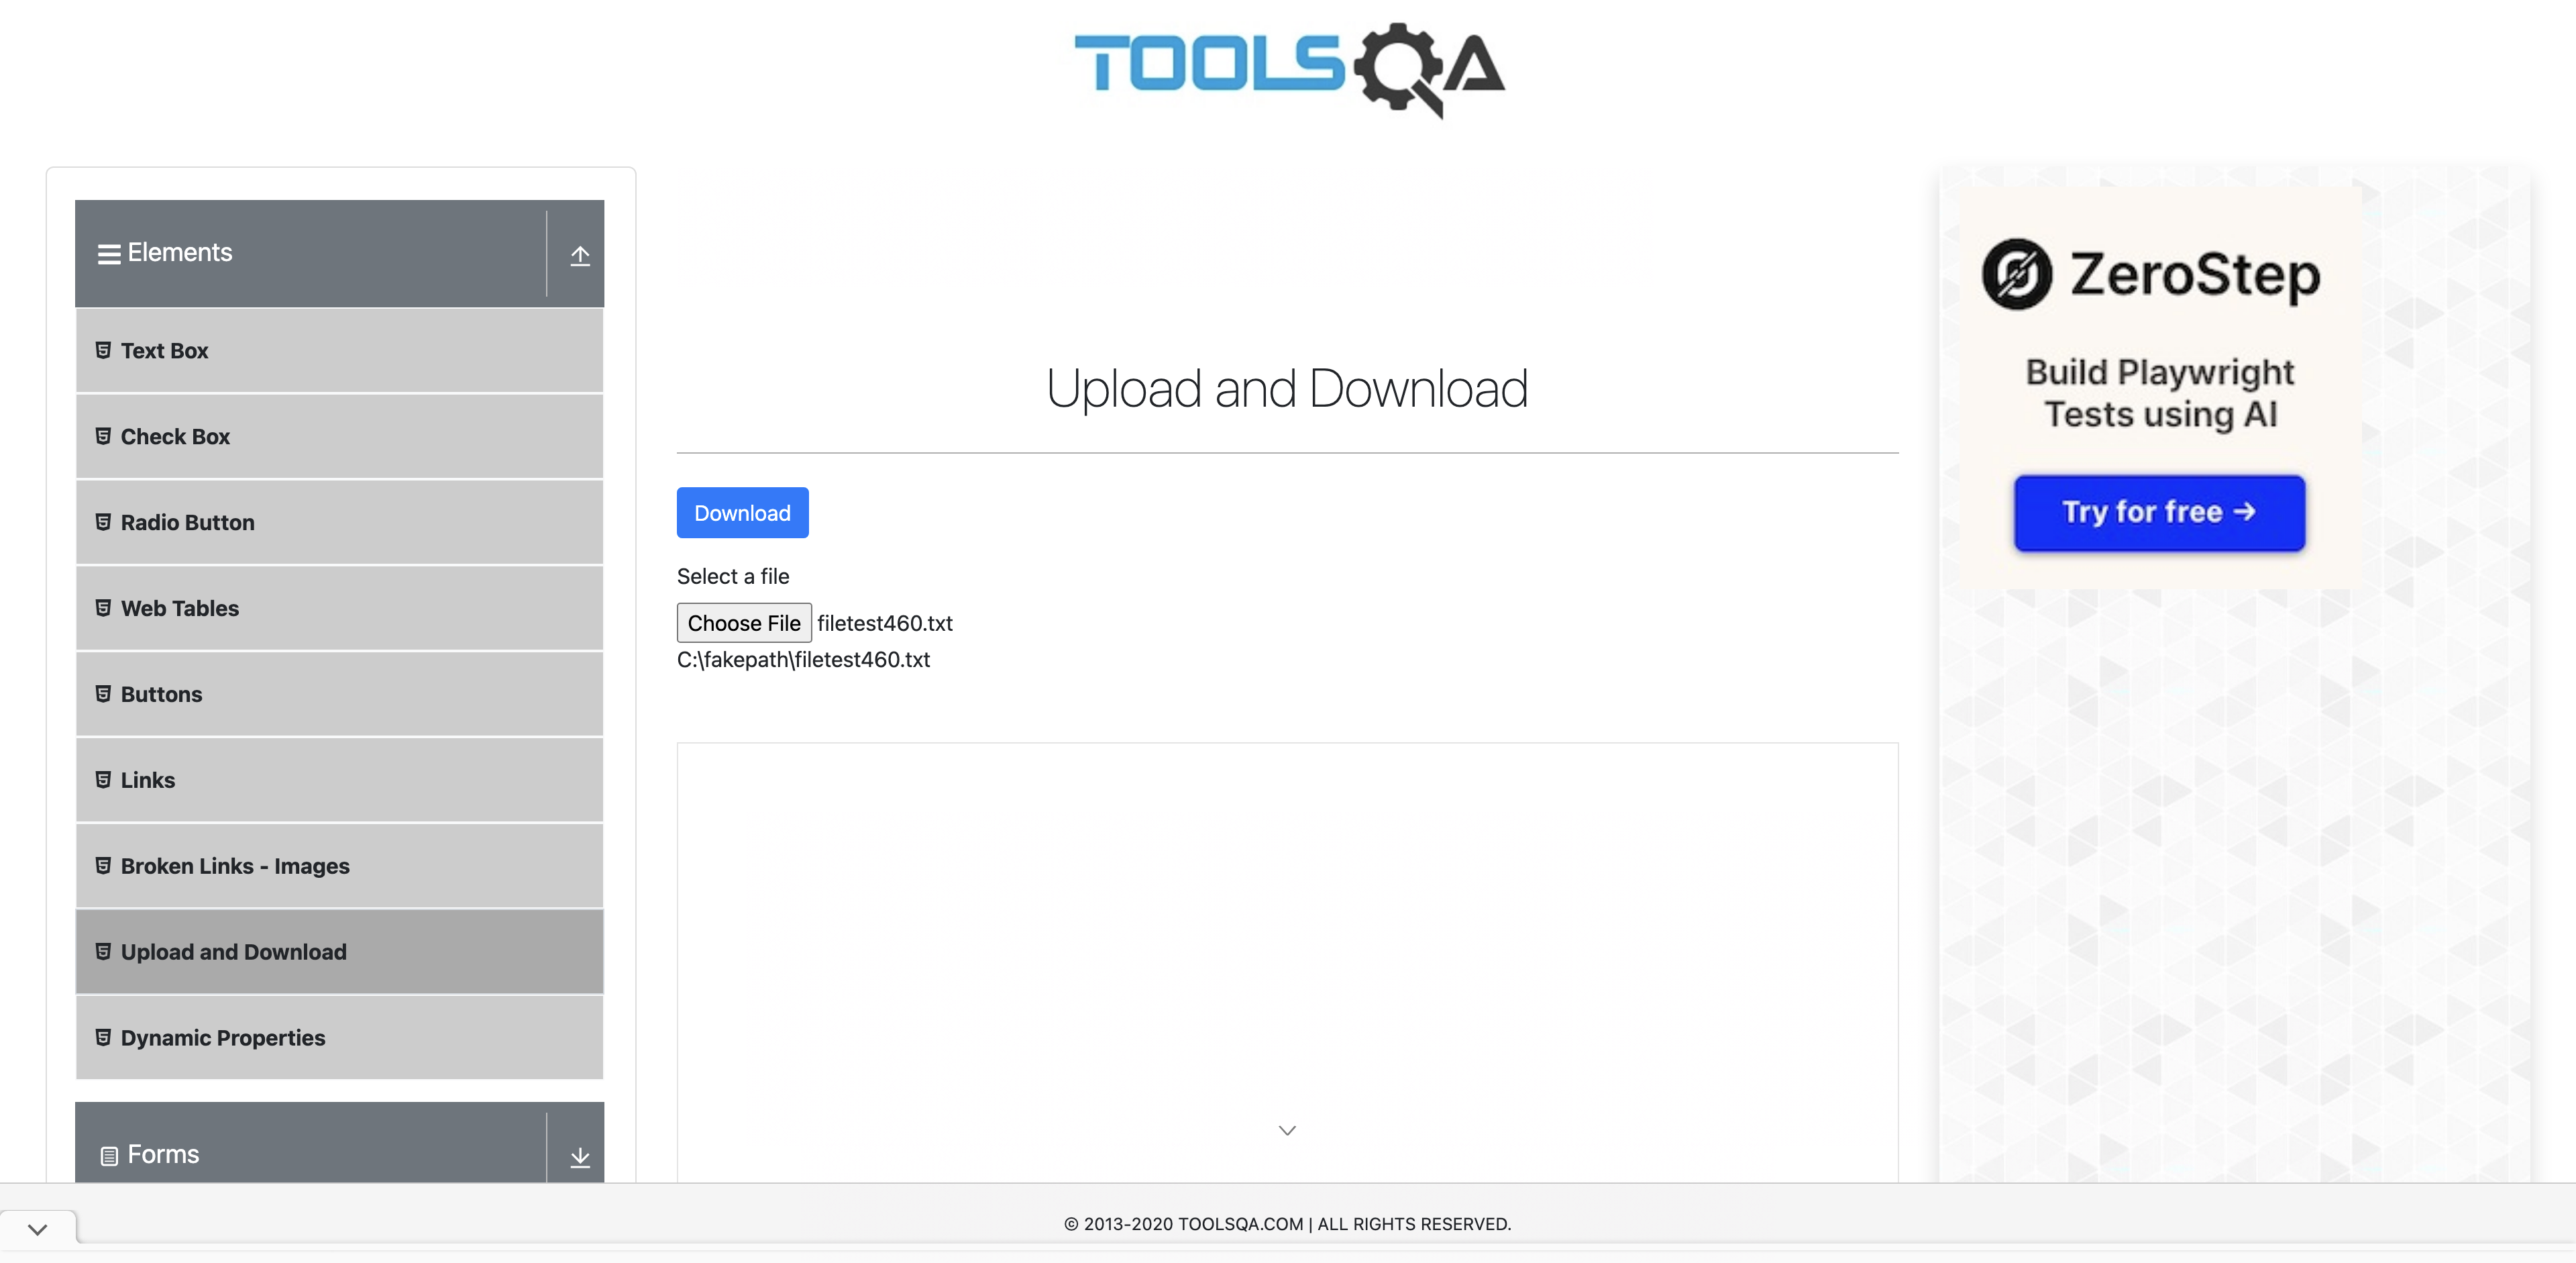 TOOLSQA
Elements
Text Box
Check Box
Radio Button
Web Tables
Buttons
Links
Broken Links - Images
Upload and Download
Dynamic Properties
Forms
Upload and Download
Download
Select a file
Choose File filetest460.txt
C:\fakepath\filetest460.txt
ZeroStep
Build Playwright
Tests using AI
Try for free →
© 2013-2020 TOOLSQA.COM | ALL RIGHTS RESERVED.